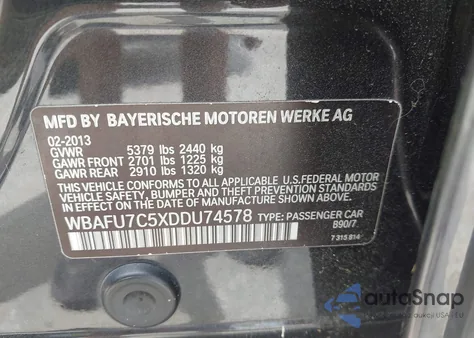 MFD BY BAYERISCHE MOTOREN WERKE AG
02-2013
GVWR 5379 lbs 2440 kg
GAWR FRONT 2701 lbs 1225 kg
GAWR REAR 2910 lbs 1320 kg
THIS VEHICLE CONFORMS TO ALL APPLICABLE U.S. FEDERAL MOTOR
VEHICLE SAFETY, BUMPER, AND THEFT PREVENTION STANDARDS
IN EFFECT ON THE DATE OF MANUFACTURE SHOWN ABOVE.
WBAFU7C5XDDU74578 TYPE: PASSENGER CAR
B90/7
7 315 814
autoSnap